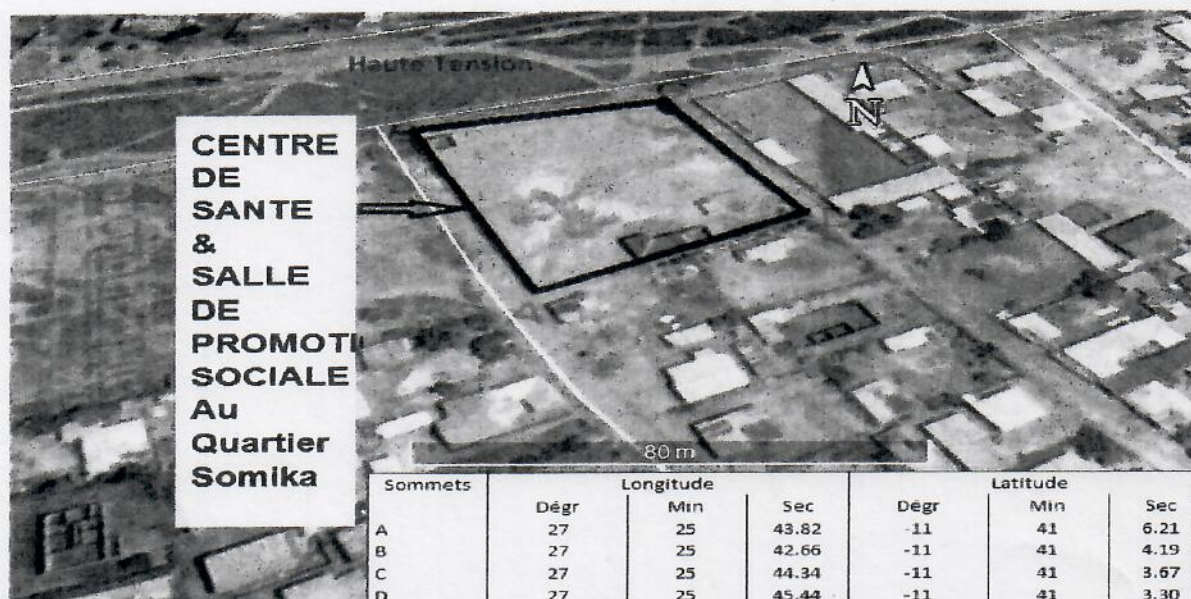 Haute Tension
N
CENTRE
DE
SANTE
&
SALLE
DE
PROMOTI
SOCIALE
Au
Quartier
Somika
80 m
Sommets Longitude Latitude
Dégr Min Sec Dégr Min Sec
A 27 25 43.82 -11 41 6.21
B 27 25 42.66 -11 41 4.19
C 27 25 44.34 -11 41 3.67
D 27 25 45.44 -11 41 3.30